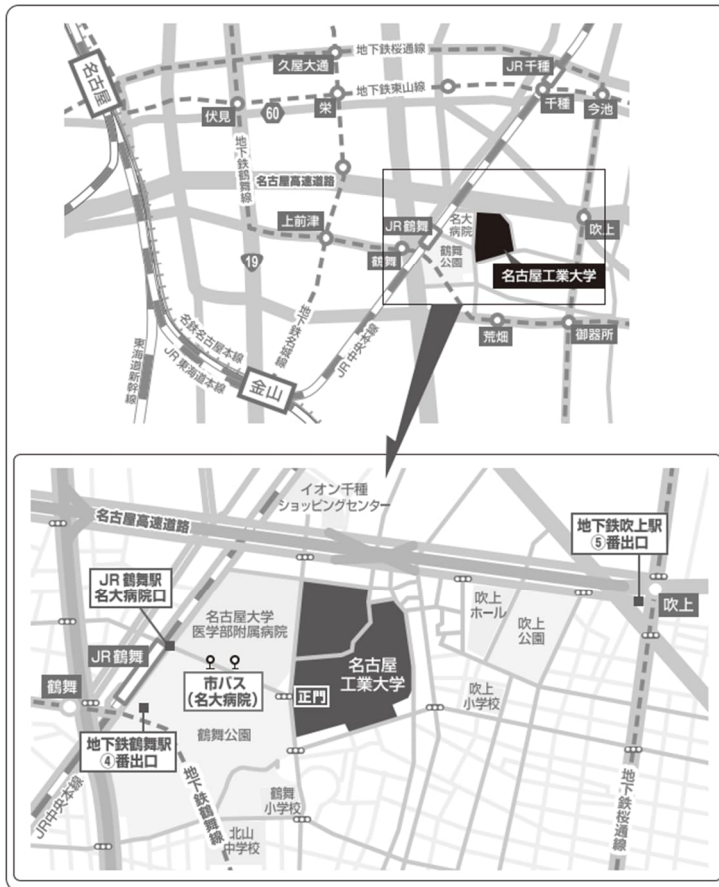 地下鉄桜通線
久屋大通
JR千種
名古屋
地下鉄東山線
伏見
60
栄
千種
今池
地下鉄鶴舞線
名古屋高速道路
上前津
JR鶴舞
名大
病院
吹上
鶴舞
鶴舞
公園
19
名古屋工業大学
地下鉄名城線
名鉄名古屋本線
JR東海道本線
東海道新幹線
JR中央本線
荒畑
御器所
金山
イオン千種
ショッピングセンター
名古屋高速道路
地下鉄吹上駅
⑤番出口
JR鶴舞駅
名大病院口
名古屋大学
医学部附属病院
吹上
ホール
吹上
公園
吹上
JR鶴舞
名古屋
工業大学
市バス
(名大病院)
正門
吹上
小学校
鶴舞
地下鉄鶴舞駅
④番出口
鶴舞公園
地下鉄鶴舞線
地下鉄桜通線
JR中央本線
鶴舞
小学校
北山
中学校